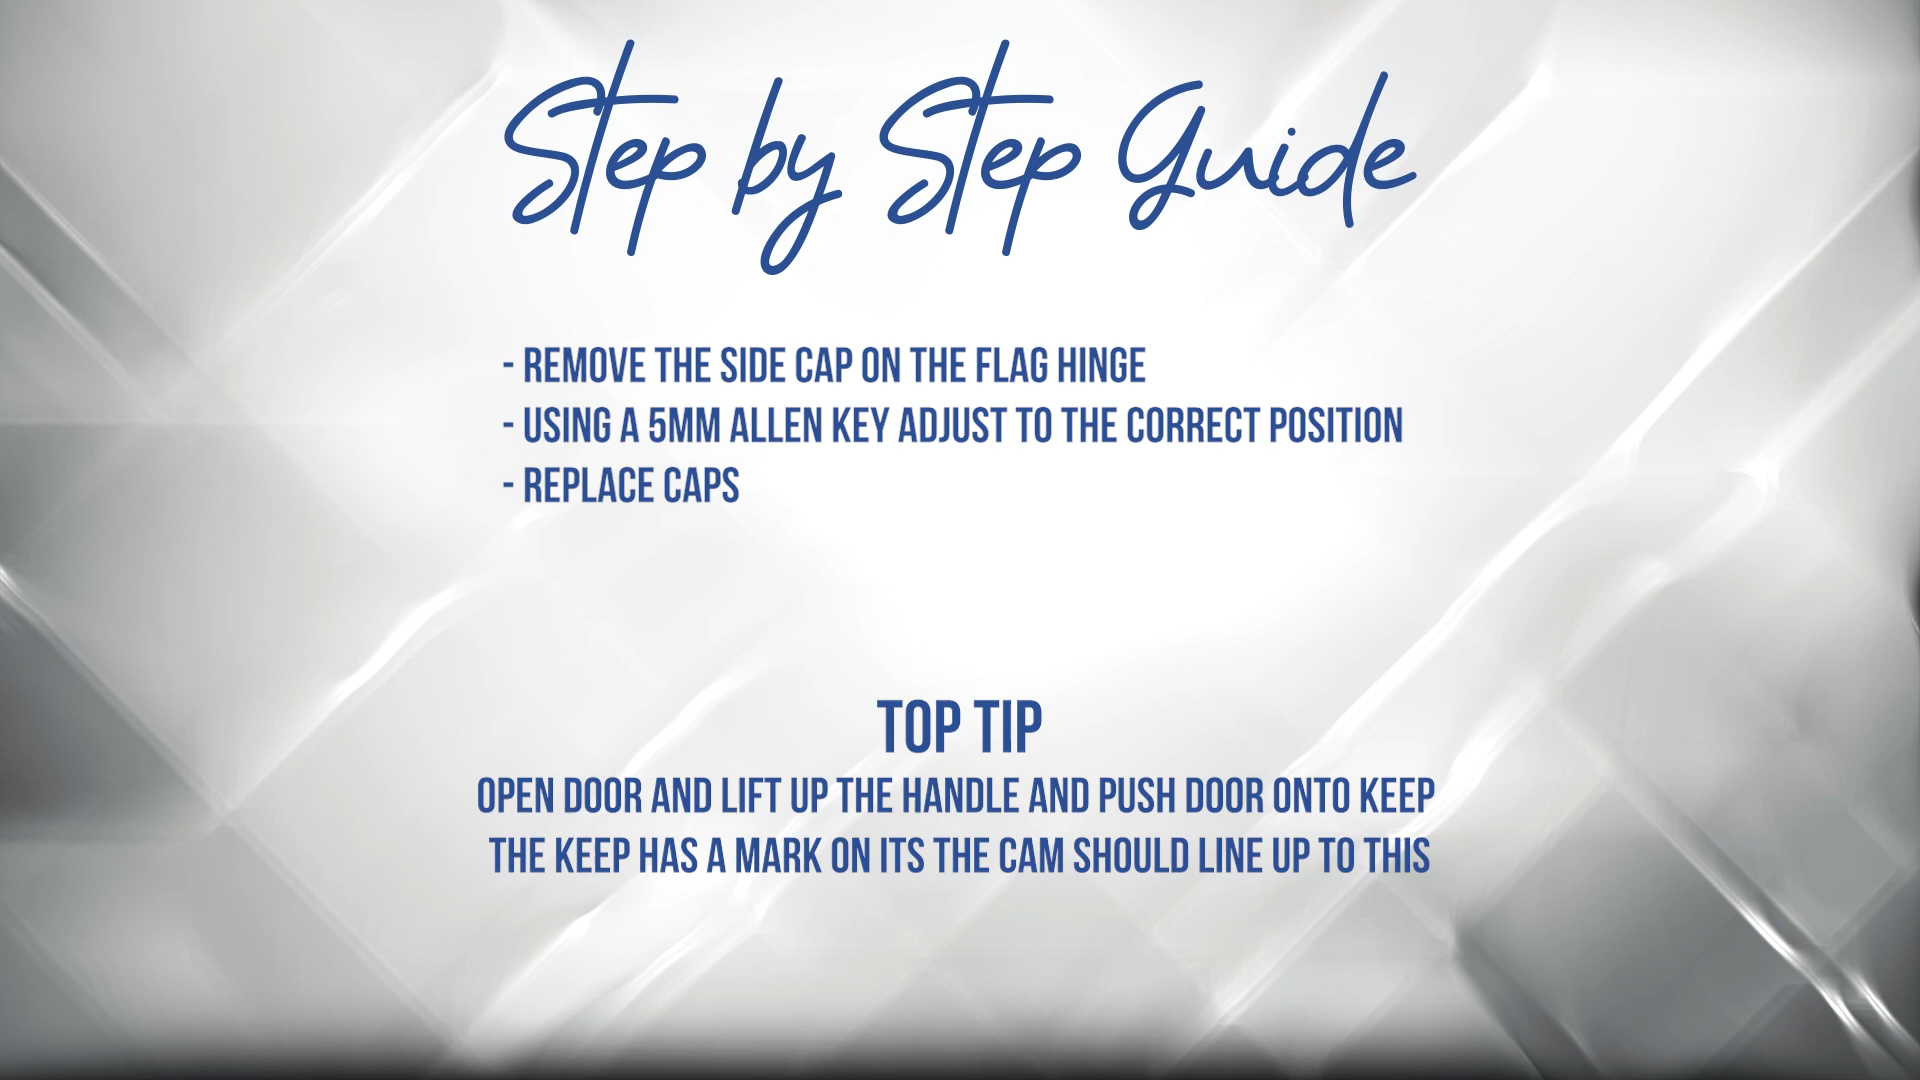 Step by Step Guide
- REMOVE THE SIDE CAP ON THE FLAG HINGE
- USING A 5MM ALLEN KEY ADJUST TO THE CORRECT POSITION
- REPLACE CAPS
TOP TIP
OPEN DOOR AND LIFT UP THE HANDLE AND PUSH DOOR ONTO KEEP
THE KEEP HAS A MARK ON ITS THE CAM SHOULD LINE UP TO THIS